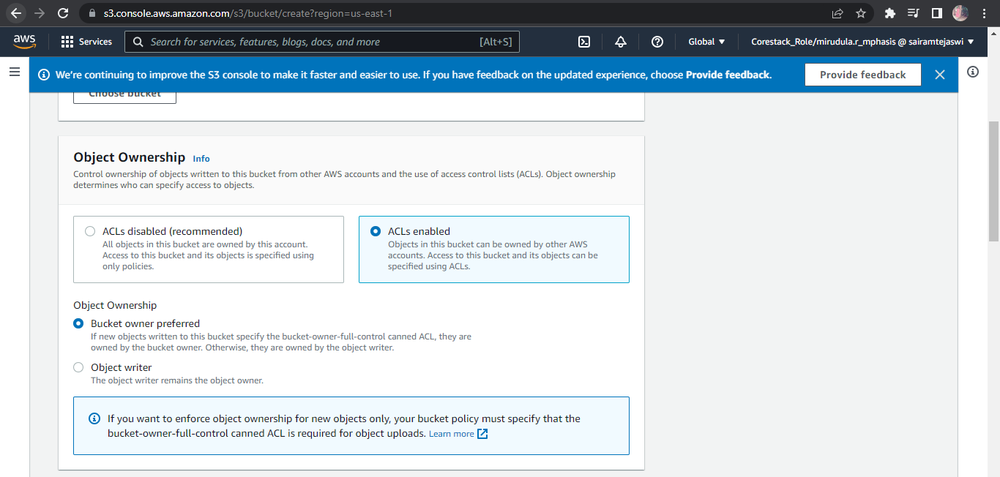 s3.console.aws.amazon.com/s3/bucket/create?region=us-east-1
aws
Services
Search for services, features, blogs, docs, and more
[Alt+S]
Global
Corestack_Role/mirudula.r_mphasis @ sairamtejaswi
We're continuing to improve the S3 console to make it faster and easier to use. If you have feedback on the updated experience, choose Provide feedback.
Provide feedback
Choose bucket
Object Ownership Info
Control ownership of objects written to this bucket from other AWS accounts and the use of access control lists (ACLs). Object ownership
determines who can specify access to objects.
ACLs disabled (recommended)
All objects in this bucket are owned by this account.
Access to this bucket and its objects is specified using
only policies.
ACLs enabled
Objects in this bucket can be owned by other AWS
accounts. Access to this bucket and its objects can be
specified using ACLs.
Object Ownership
Bucket owner preferred
If new objects written to this bucket specify the bucket-owner-full-control canned ACL, they are
owned by the bucket owner. Otherwise, they are owned by the object writer.
Object writer
The object writer remains the object owner.
If you want to enforce object ownership for new objects only, your bucket policy must specify that the
bucket-owner-full-control canned ACL is required for object uploads. Learn more